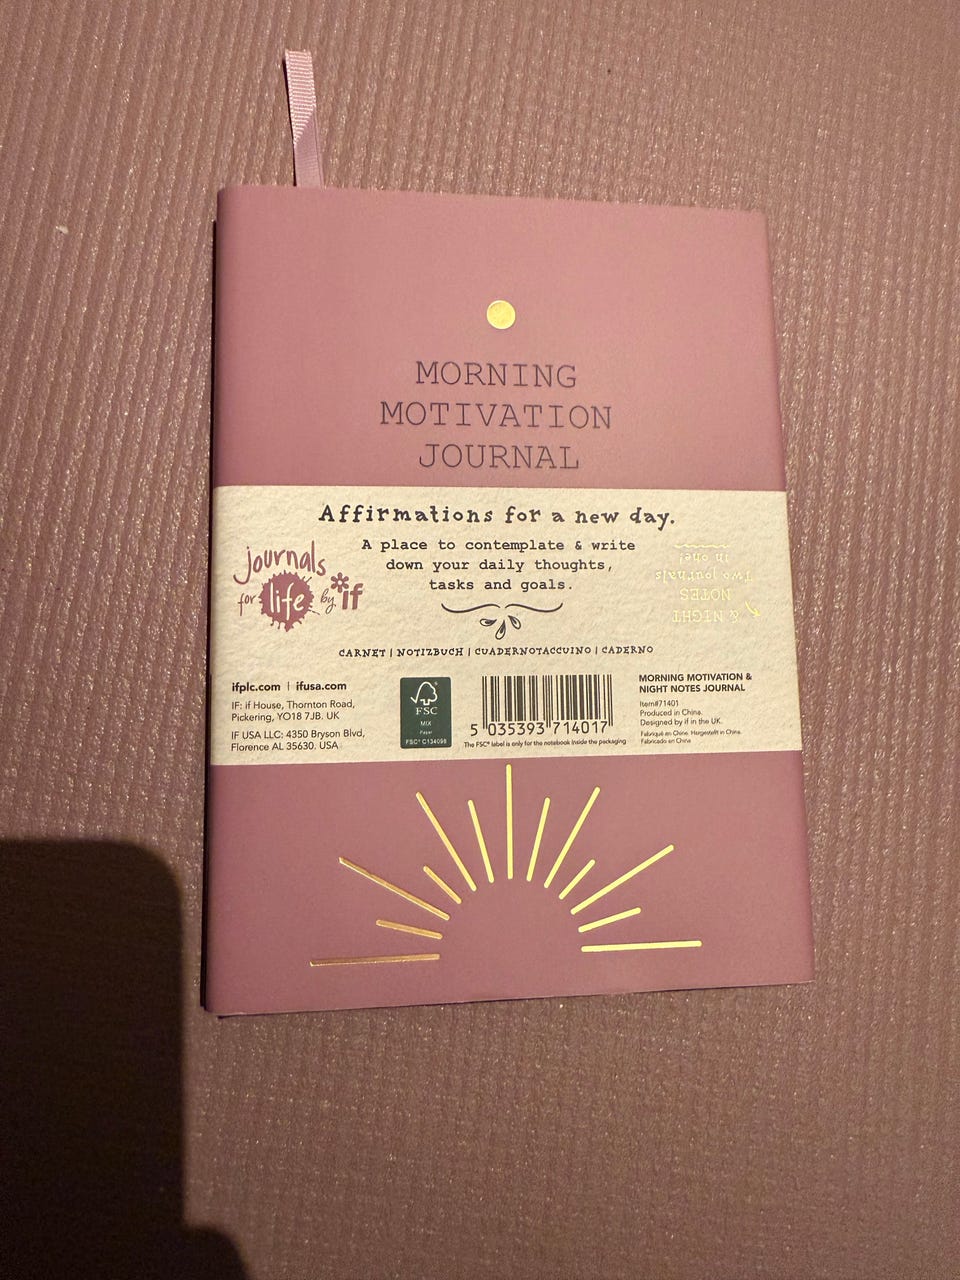 MORNING
MOTIVATION
JOURNAL
Affirmations for a new day.
A place to contemplate & write
down your daily thoughts,
tasks and goals.
journals
for life by if
& NIGHT
NOTES
Two journals
in one!
CARNET | NOTIZBUCH | CUADERNOTACCUINO | CADERNO
ifplc.com | ifusa.com
IF: if House, Thornton Road,
Pickering, YO18 7JB. UK
IF USA LLC: 4350 Bryson Blvd,
Florence AL 35630. USA
FSC
MIX
Paper
FSC® C134098
5 035393 714017
The FSC® label is only for the notebook inside the packaging
MORNING MOTIVATION &
NIGHT NOTES JOURNAL
Item#71401
Produced in China.
Designed by if in the UK.
Fabriqué en Chine. Hergestellt in China.
Fabricado en China